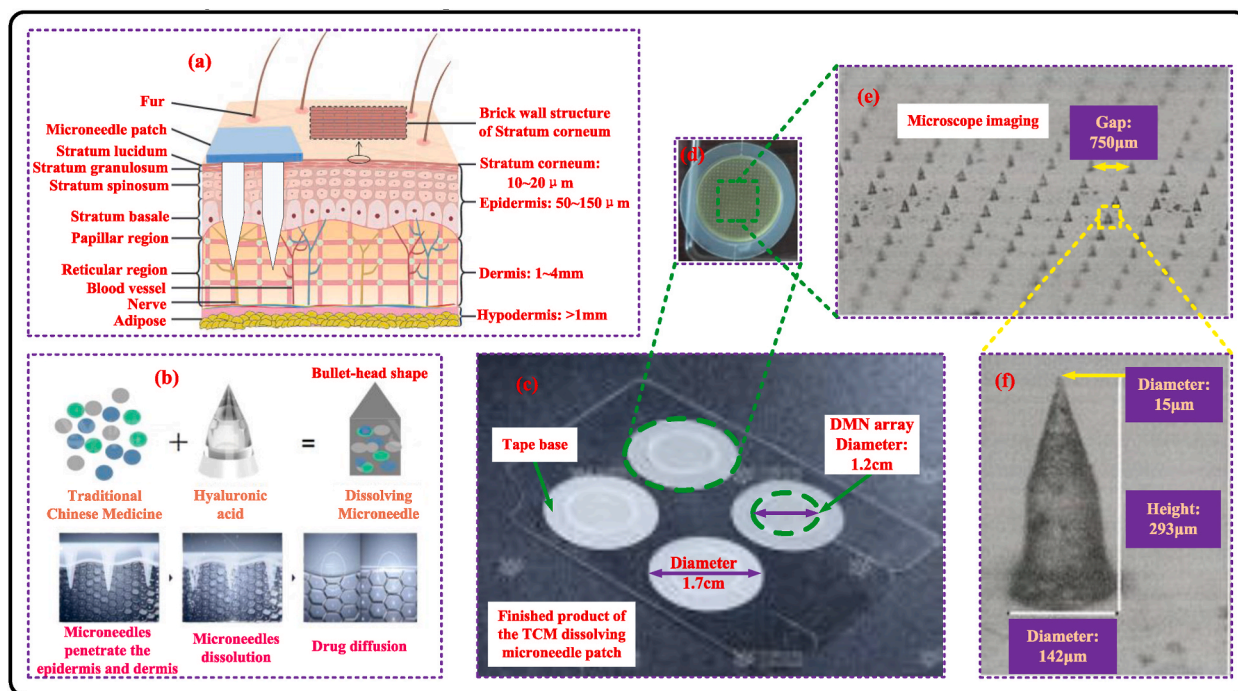 (a)
Fur
Microneedle patch
Stratum lucidum
Stratum granulosum
Stratum spinosum
Stratum basale
Papillar region
Reticular region
Blood vessel
Nerve
Adipose
Brick wall structure
of Stratum corneum
Stratum corneum:
10~20 μm
Epidermis: 50~150 μm
Dermis: 1~4mm
Hypodermis: >1mm
(b)
Bullet-head shape
+
=
Traditional
Chinese Medicine
Hyaluronic
acid
Dissolving
Microneedle
Microneedles
penetrate the
epidermis and dermis
Microneedles
dissolution
Drug diffusion
(c)
Tape base
DMN array
Diameter:
1.2cm
Diameter
1.7cm
Finished product of
the TCM dissolving
microneedle patch
(d)
(e)
Microscope imaging
Gap:
750μm
(f)
Diameter:
15μm
Height:
293μm
Diameter:
142μm